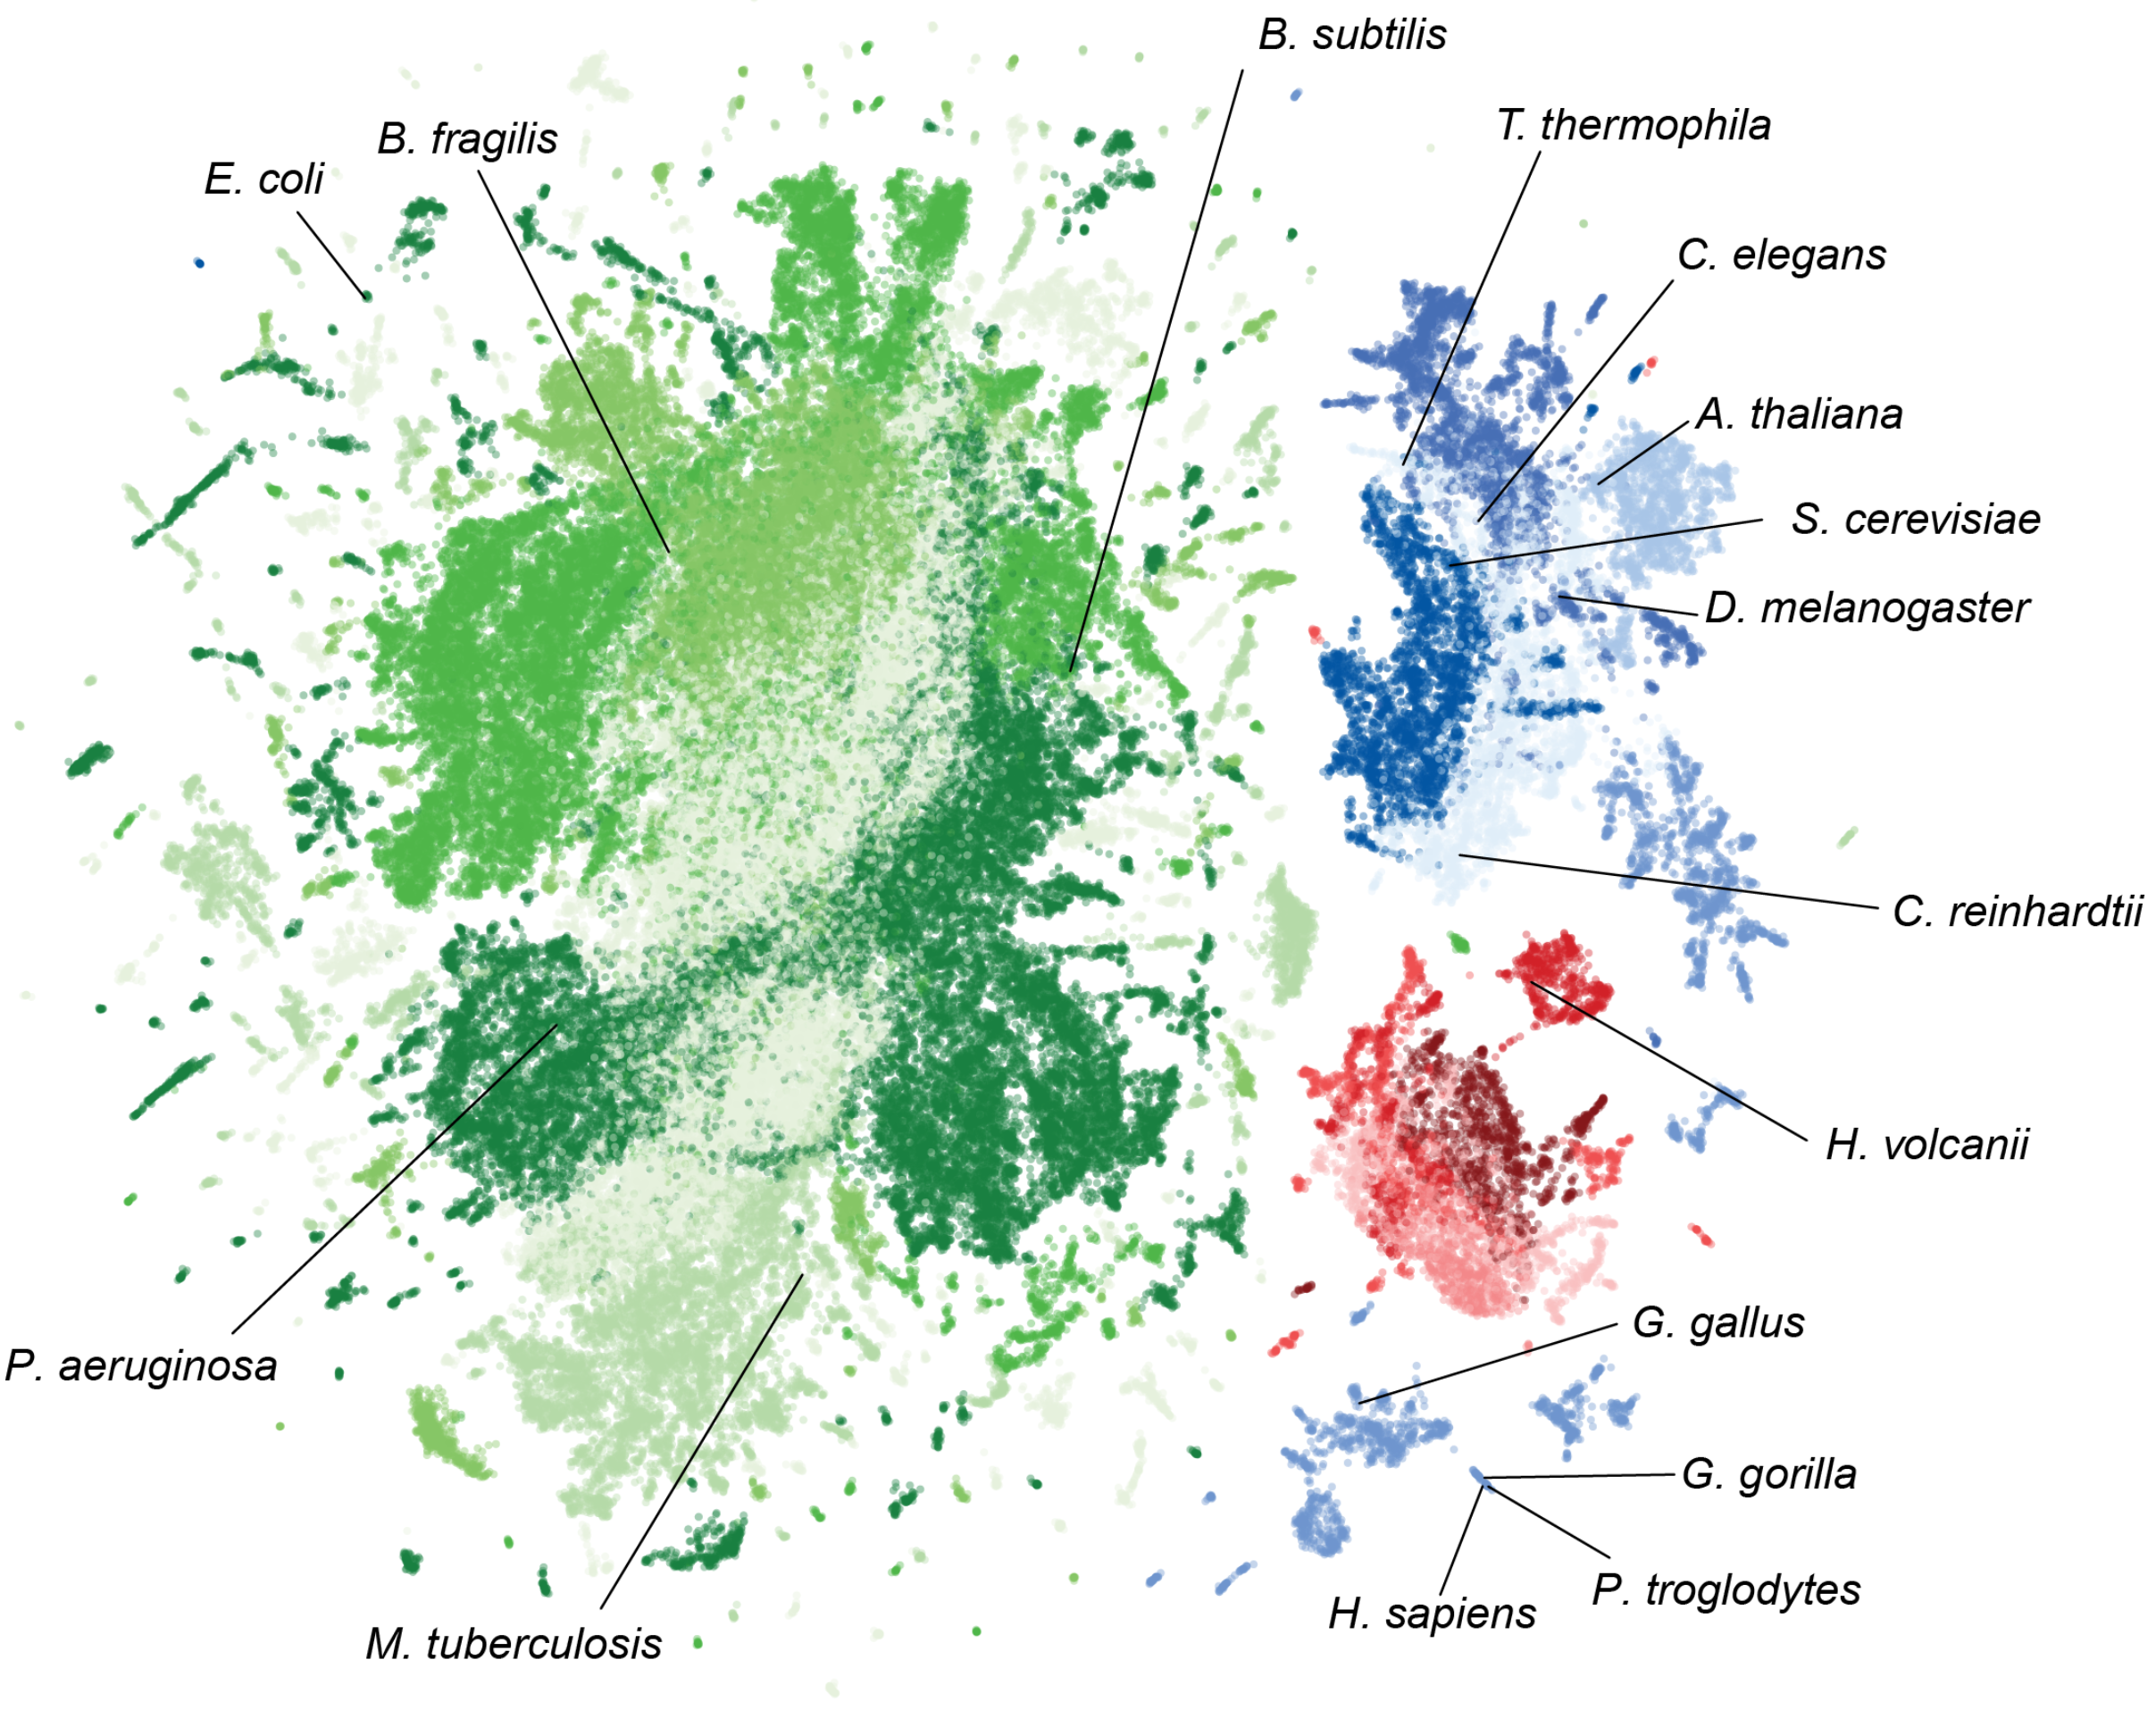 B. subtilis
T. thermophila
B. fragilis
E. coli
C. elegans
A. thaliana
S. cerevisiae
D. melanogaster
C. reinhardtii
H. volcanii
G. gallus
P. aeruginosa
G. gorilla
P. troglodytes
H. sapiens
M. tuberculosis